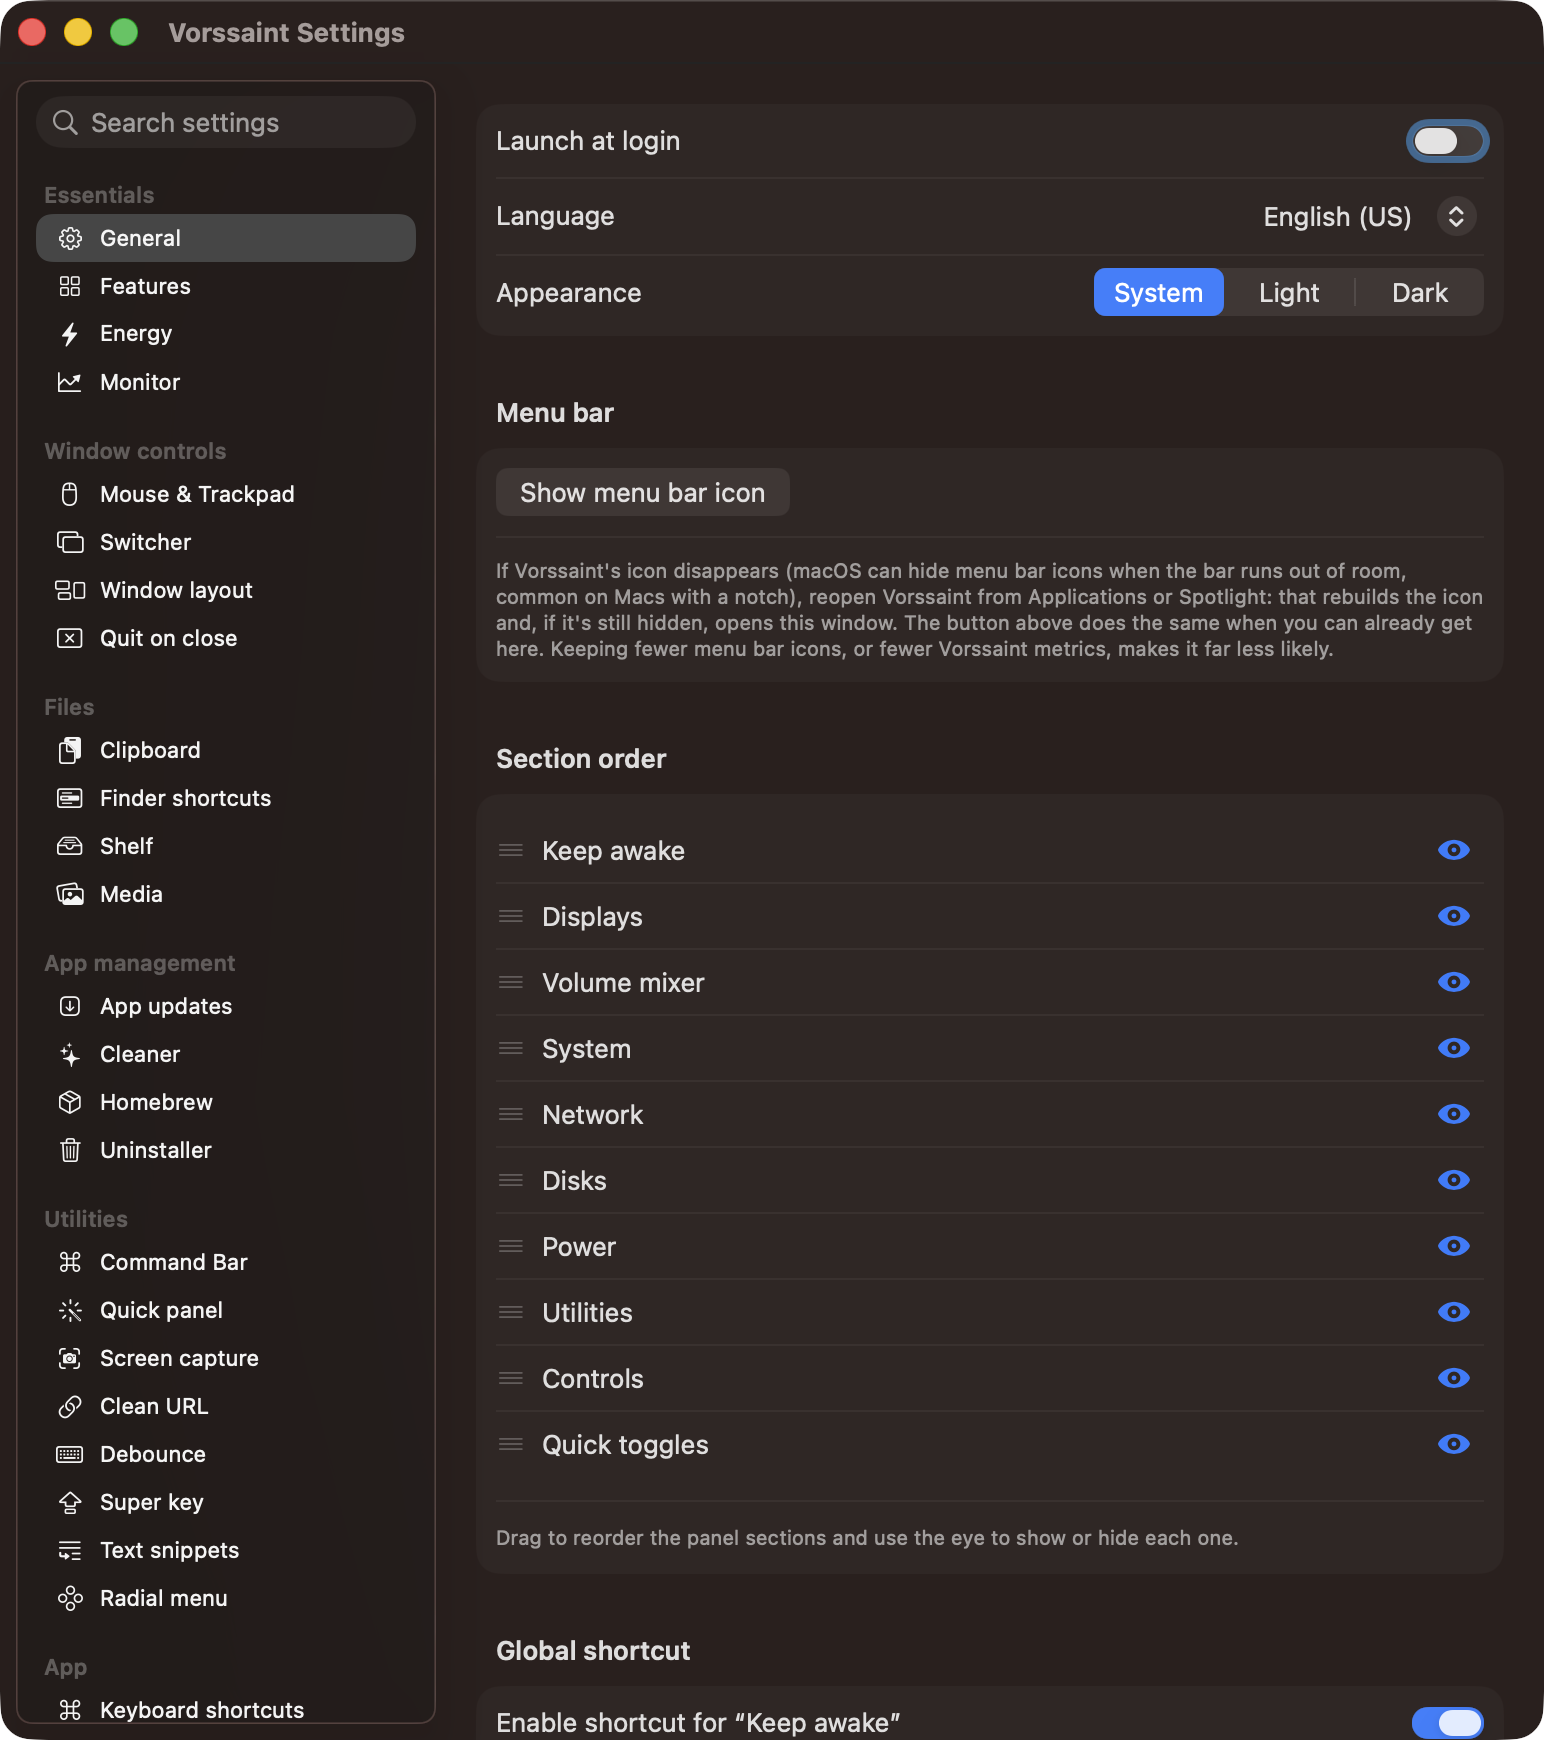 Vorssaint Settings
Search settings
Essentials
General
Features
Energy
Monitor
Window controls
Mouse & Trackpad
Switcher
Window layout
Quit on close
Files
Clipboard
Finder shortcuts
Shelf
Media
App management
App updates
Cleaner
Homebrew
Uninstaller
Utilities
Command Bar
Quick panel
Screen capture
Clean URL
Debounce
Super key
Text snippets
Radial menu
App
Keyboard shortcuts
Launch at login
Language English (US)
Appearance System Light Dark
Menu bar
Show menu bar icon
If Vorssaint's icon disappears (macOS can hide menu bar icons when the bar runs out of room,
common on Macs with a notch), reopen Vorssaint from Applications or Spotlight: that rebuilds the icon
and, if it's still hidden, opens this window. The button above does the same when you can already get
here. Keeping fewer menu bar icons, or fewer Vorssaint metrics, makes it far less likely.
Section order
Keep awake
Displays
Volume mixer
System
Network
Disks
Power
Utilities
Controls
Quick toggles
Drag to reorder the panel sections and use the eye to show or hide each one.
Global shortcut
Enable shortcut for “Keep awake”